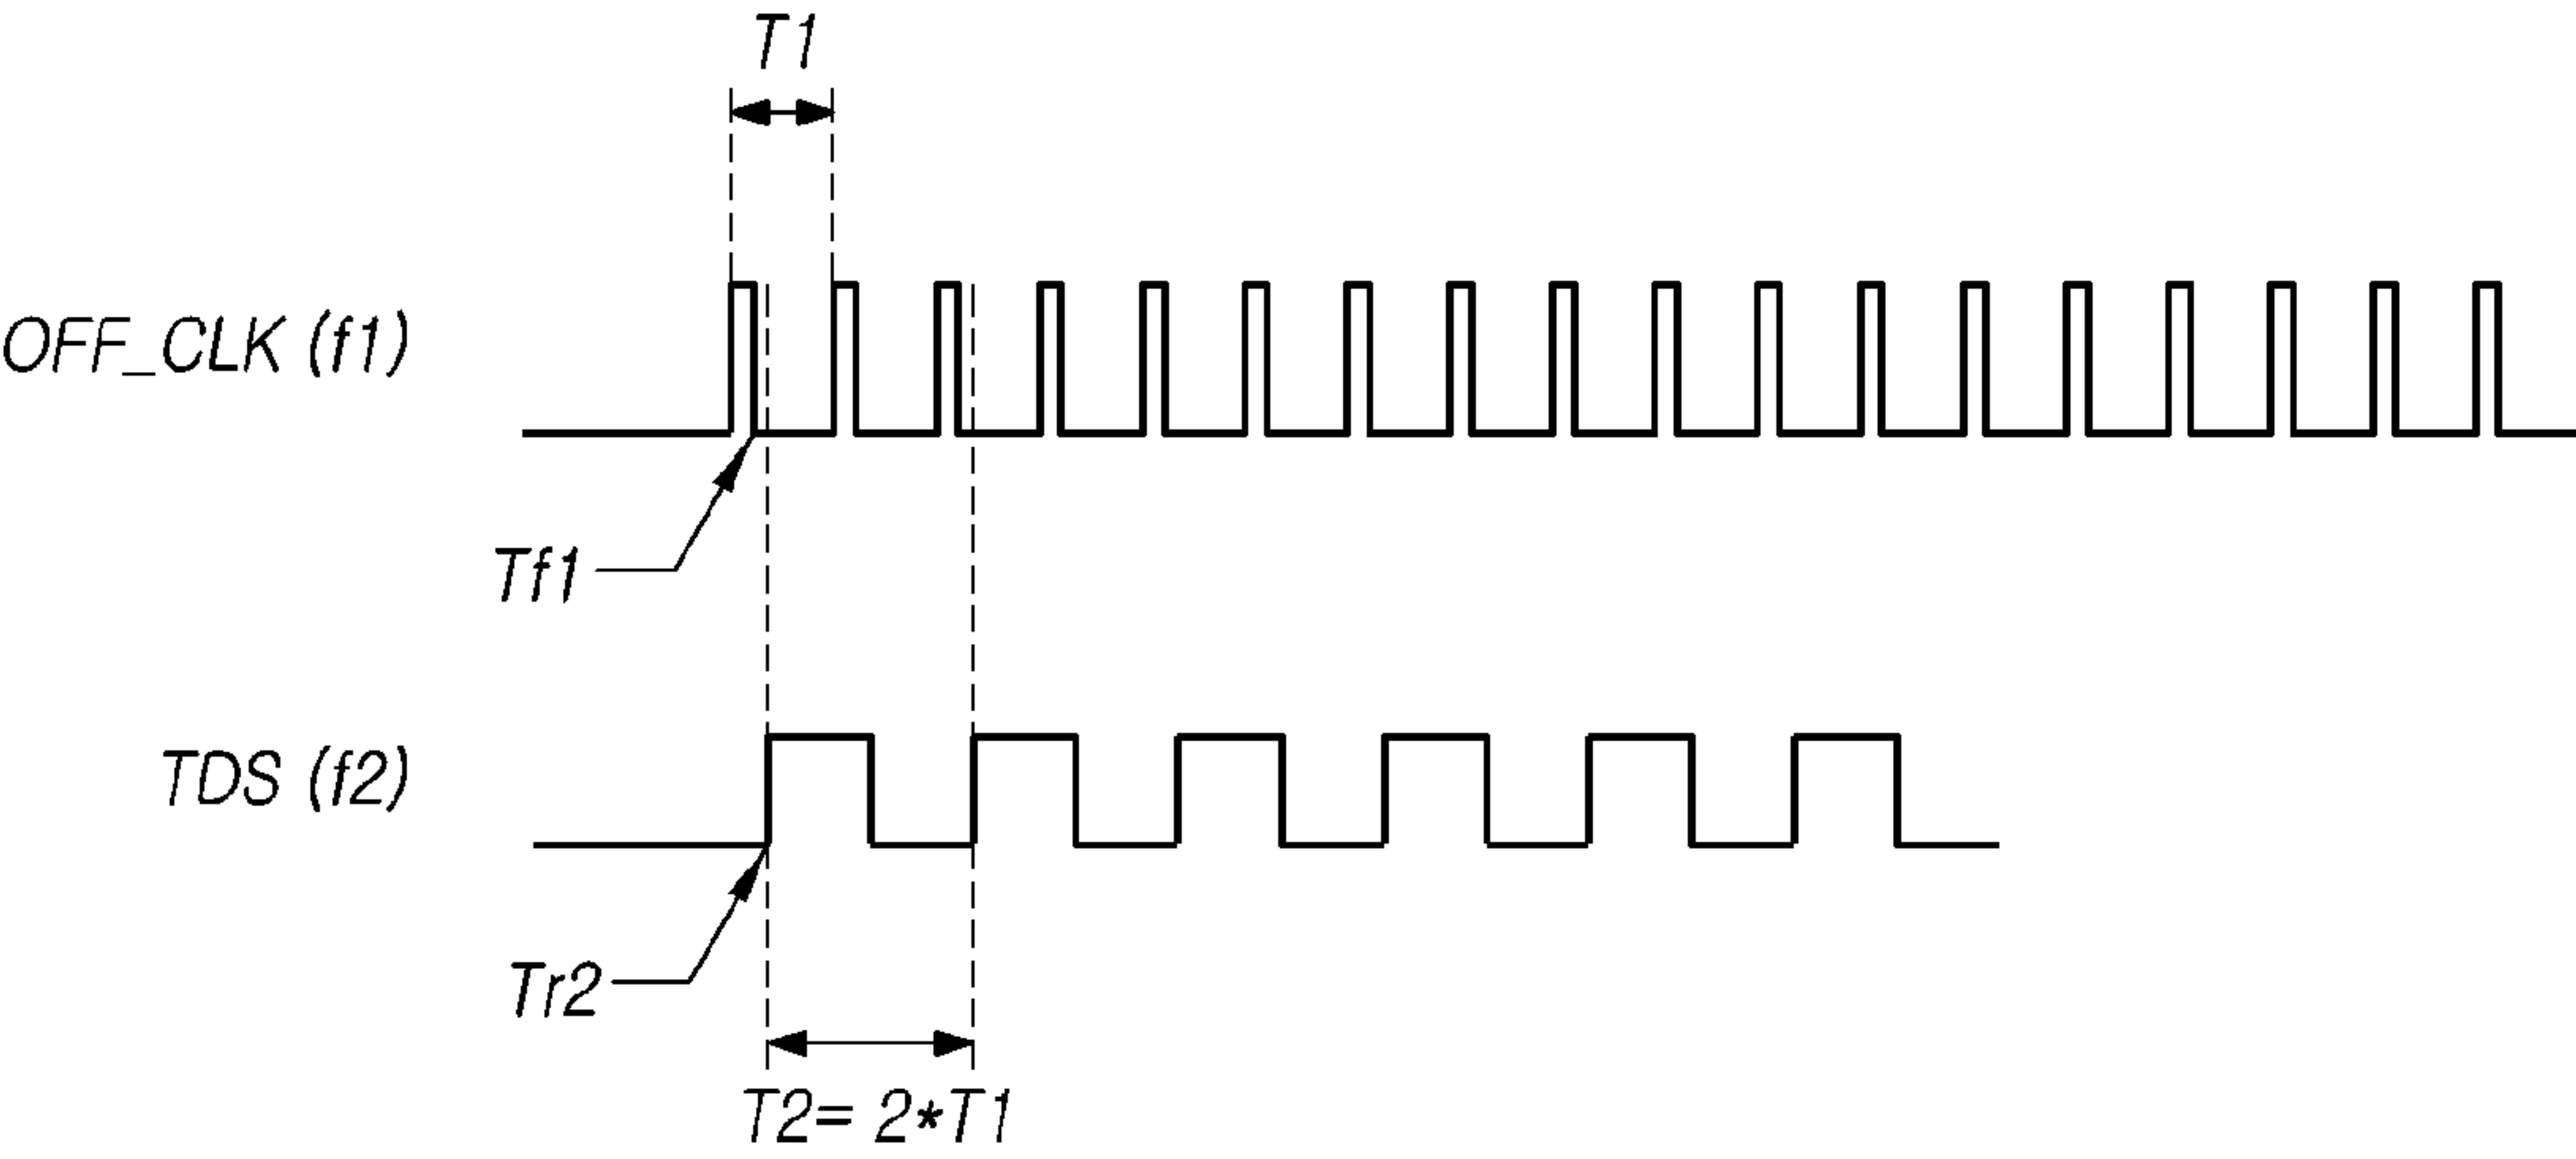 T1
OFF_CLK (f1)
Tf1
TDS (f2)
Tr2
T2= 2*T1